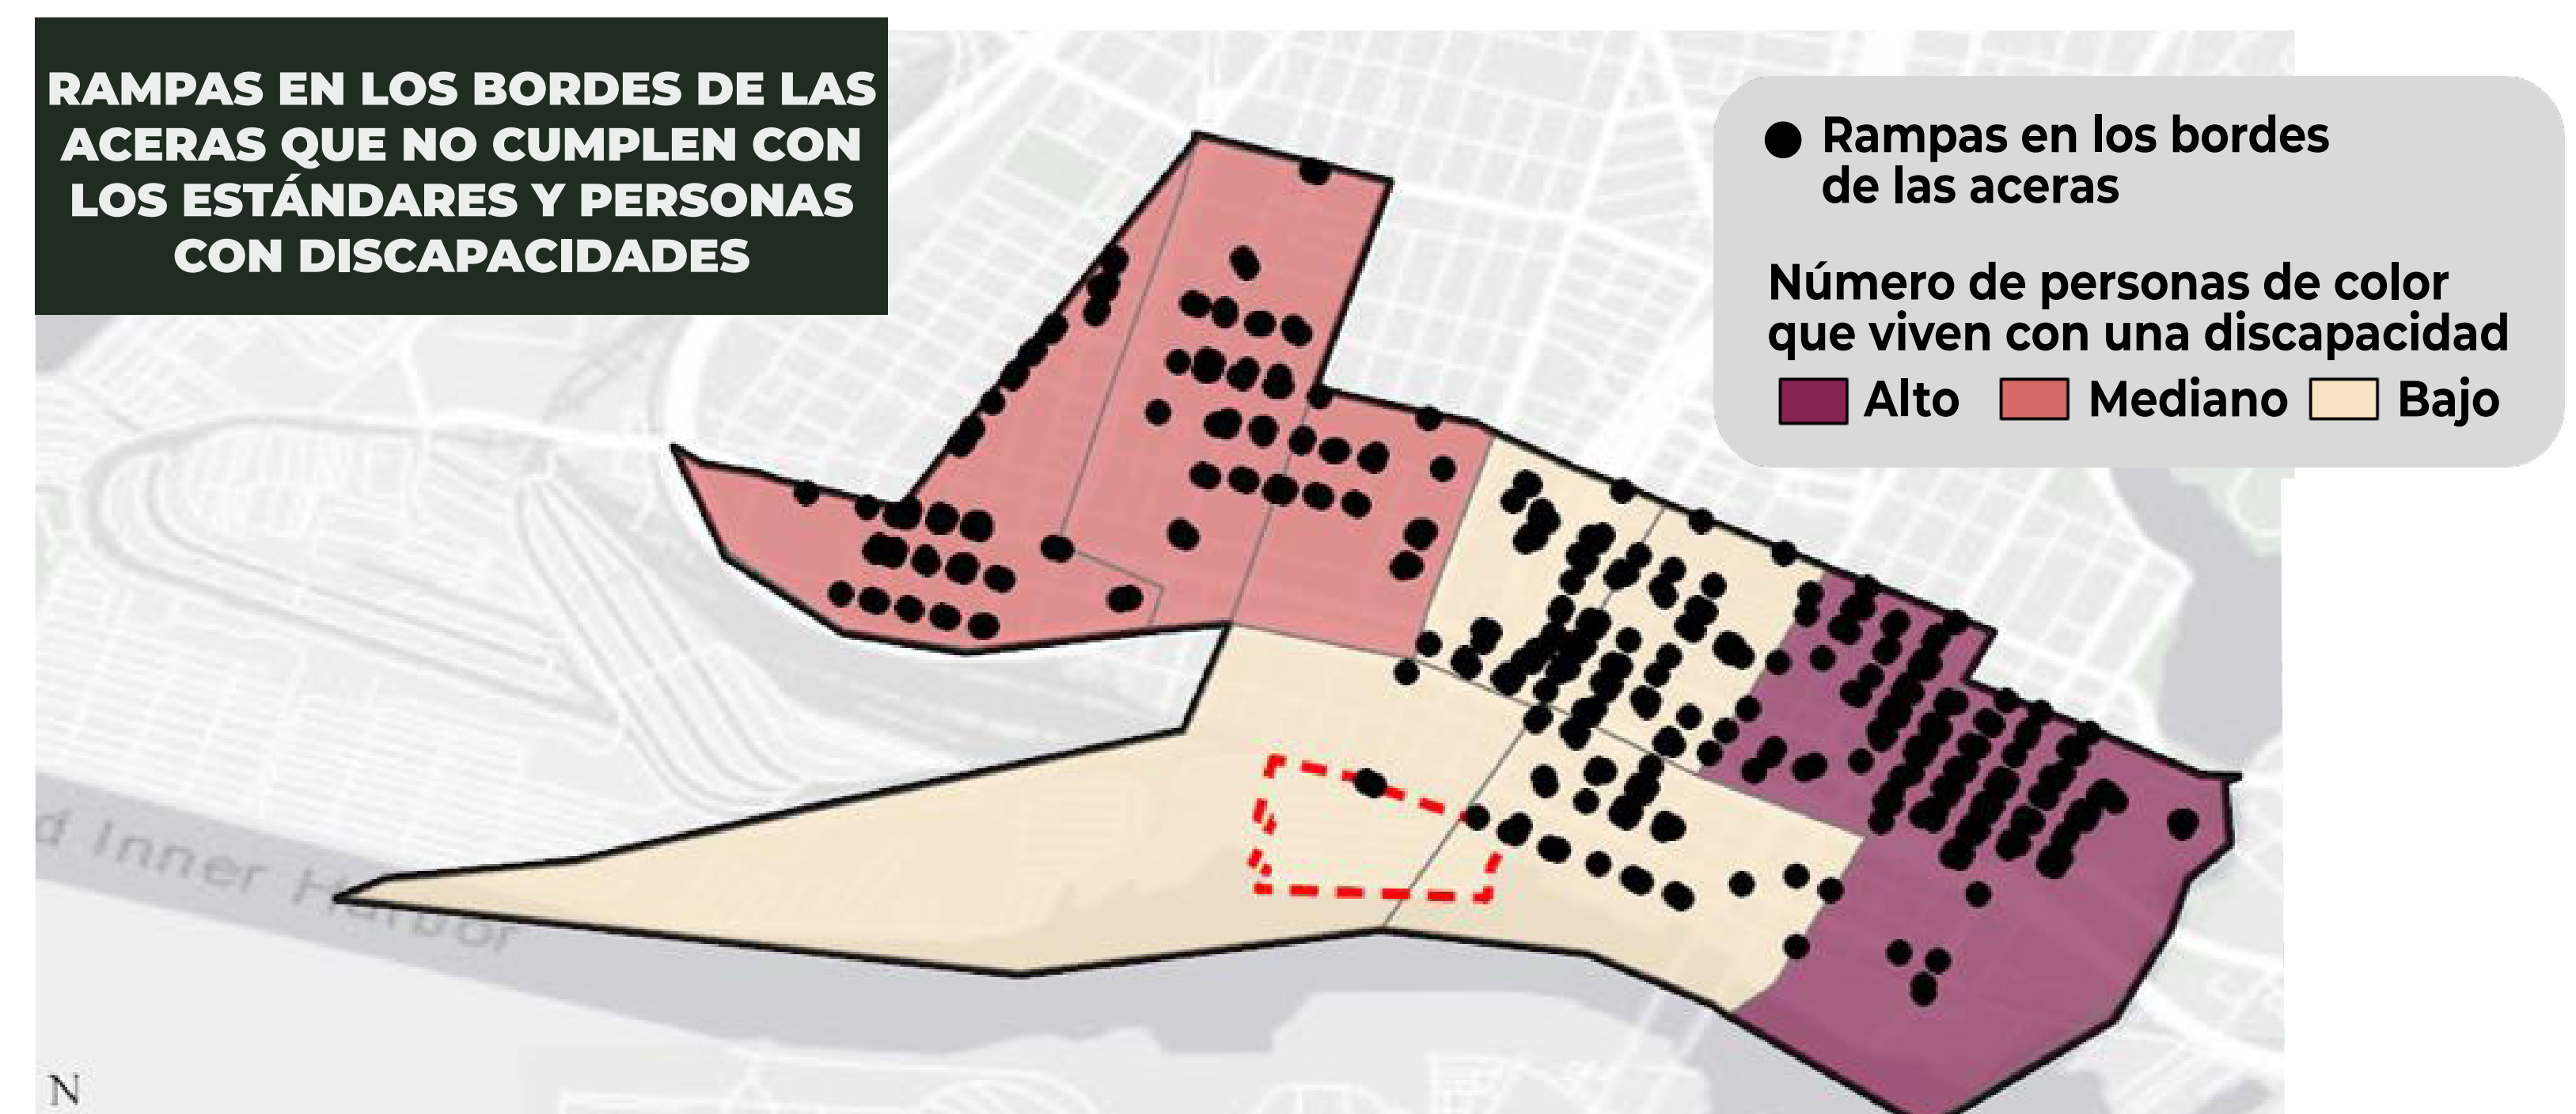 RAMPAS EN LOS BORDES DE LAS
ACERAS QUE NO CUMPLEN CON
LOS ESTÁNDARES Y PERSONAS
CON DISCAPACIDADES
Rampas en los bordes
de las aceras
Número de personas de color
que viven con una discapacidad
Alto Mediano Bajo
d Inner Harbor
N